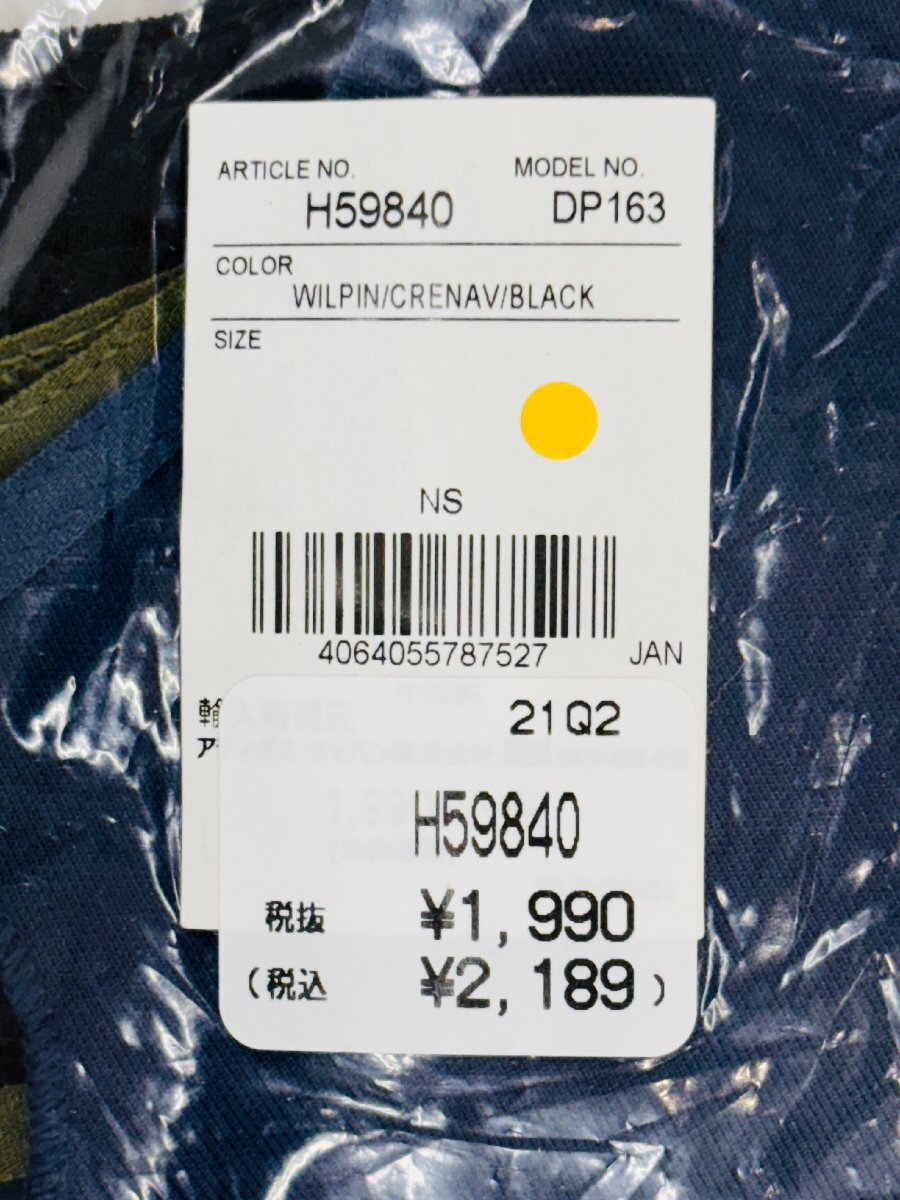 ARTICLE NO. MODEL NO.
H59840 DP163
COLOR
WILPIN/CRENAV/BLACK
SIZE
NS
4064055787527 JAN
21Q2
H59840
税抜 ¥1,990
(税込 ¥2,189)